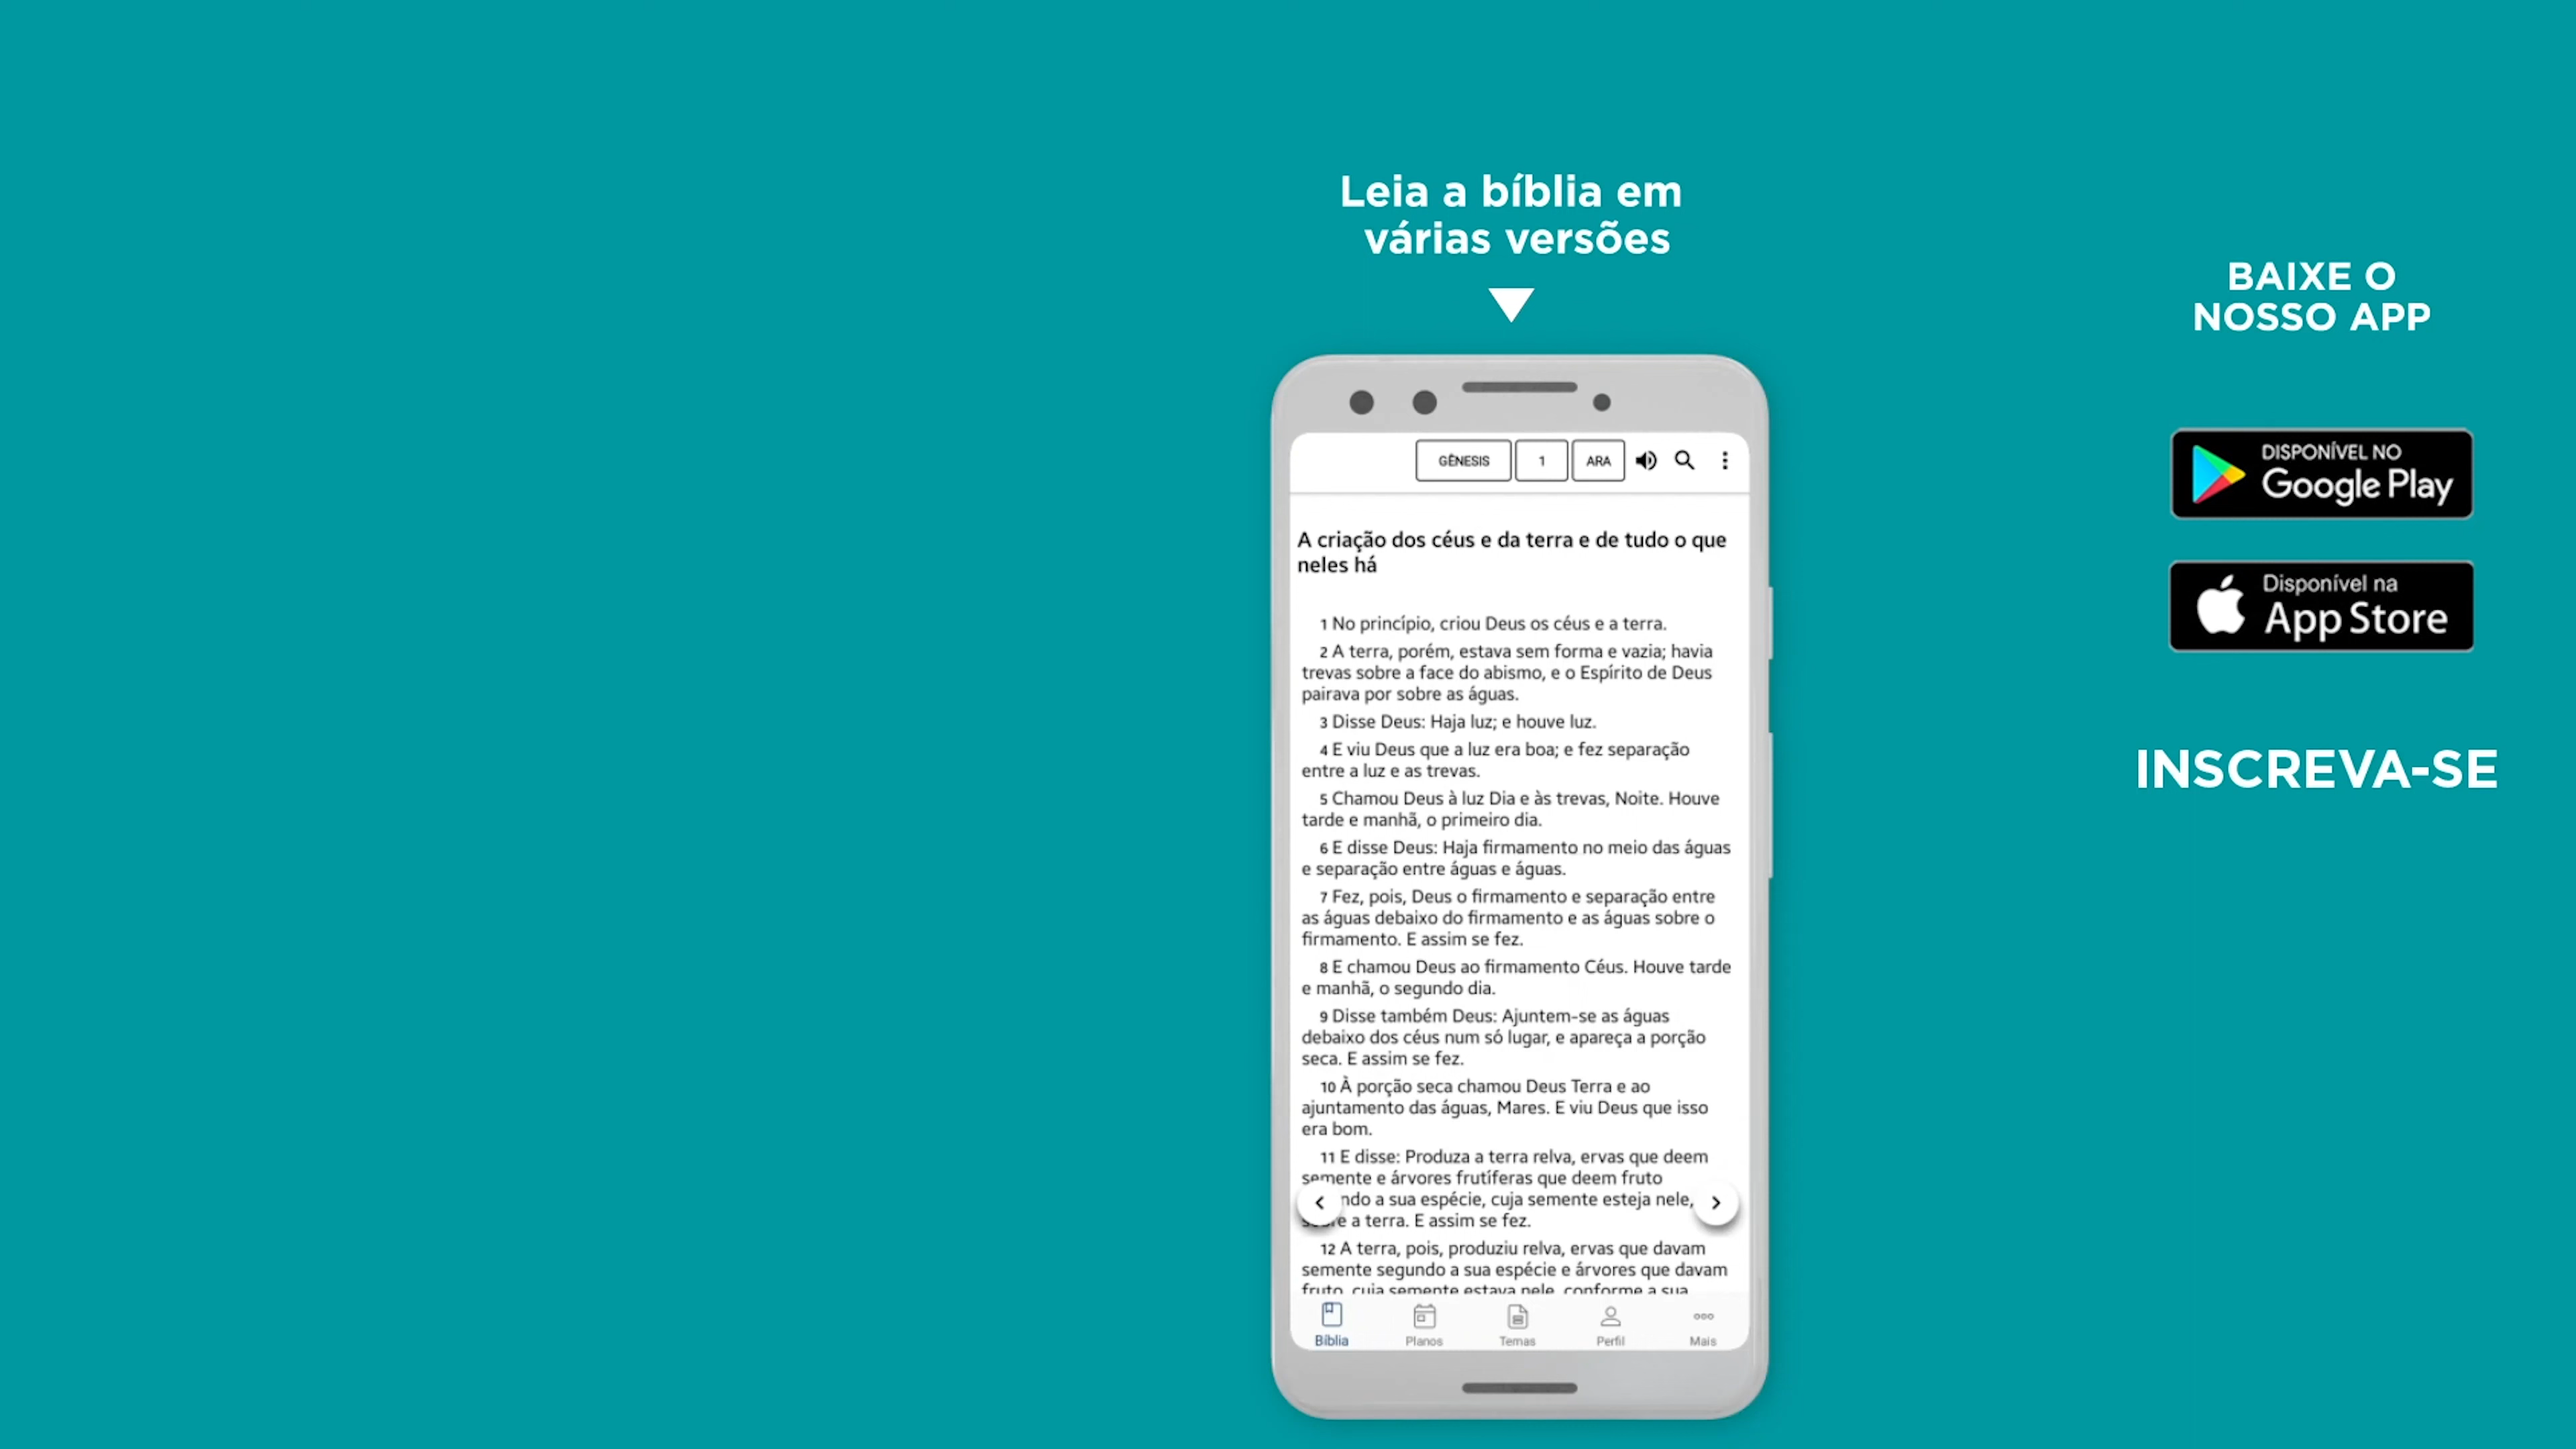 Leia a bíblia em
várias versões
GÊNESIS 1 ARA
A criação dos céus e da terra e de tudo o que
neles há
1 No princípio, criou Deus os céus e a terra.
2 A terra, porém, estava sem forma e vazia; havia
trevas sobre a face do abismo, e o Espírito de Deus
pairava por sobre as águas.
3 Disse Deus: Haja luz; e houve luz.
4 E viu Deus que a luz era boa; e fez separação
entre a luz e as trevas.
5 Chamou Deus à luz Dia e às trevas, Noite. Houve
tarde e manhã, o primeiro dia.
6 E disse Deus: Haja firmamento no meio das águas
e separação entre águas e águas.
7 Fez, pois, Deus o firmamento e separação entre
as águas debaixo do firmamento e as águas sobre o
firmamento. E assim se fez.
8 E chamou Deus ao firmamento Céus. Houve tarde
e manhã, o segundo dia.
9 Disse também Deus: Ajuntem-se as águas
debaixo dos céus num só lugar, e apareça a porção
seca. E assim se fez.
10 À porção seca chamou Deus Terra e ao
ajuntamento das águas, Mares. E viu Deus que isso
era bom.
11 E disse: Produza a terra relva, ervas que deem
semente e árvores frutíferas que deem fruto
a sua espécie, cuja semente esteja nele,
a terra. E assim se fez.
12 A terra, pois, produziu relva, ervas que davam
semente segundo a sua espécie e árvores que davam
fruto, cuja semente estava nele, conforme a sua
Bíblia Planos Temas Perfil Mais
BAIXE O
NOSSO APP
DISPONÍVEL NO
Google Play
Disponível na
App Store
INSCREVA-SE